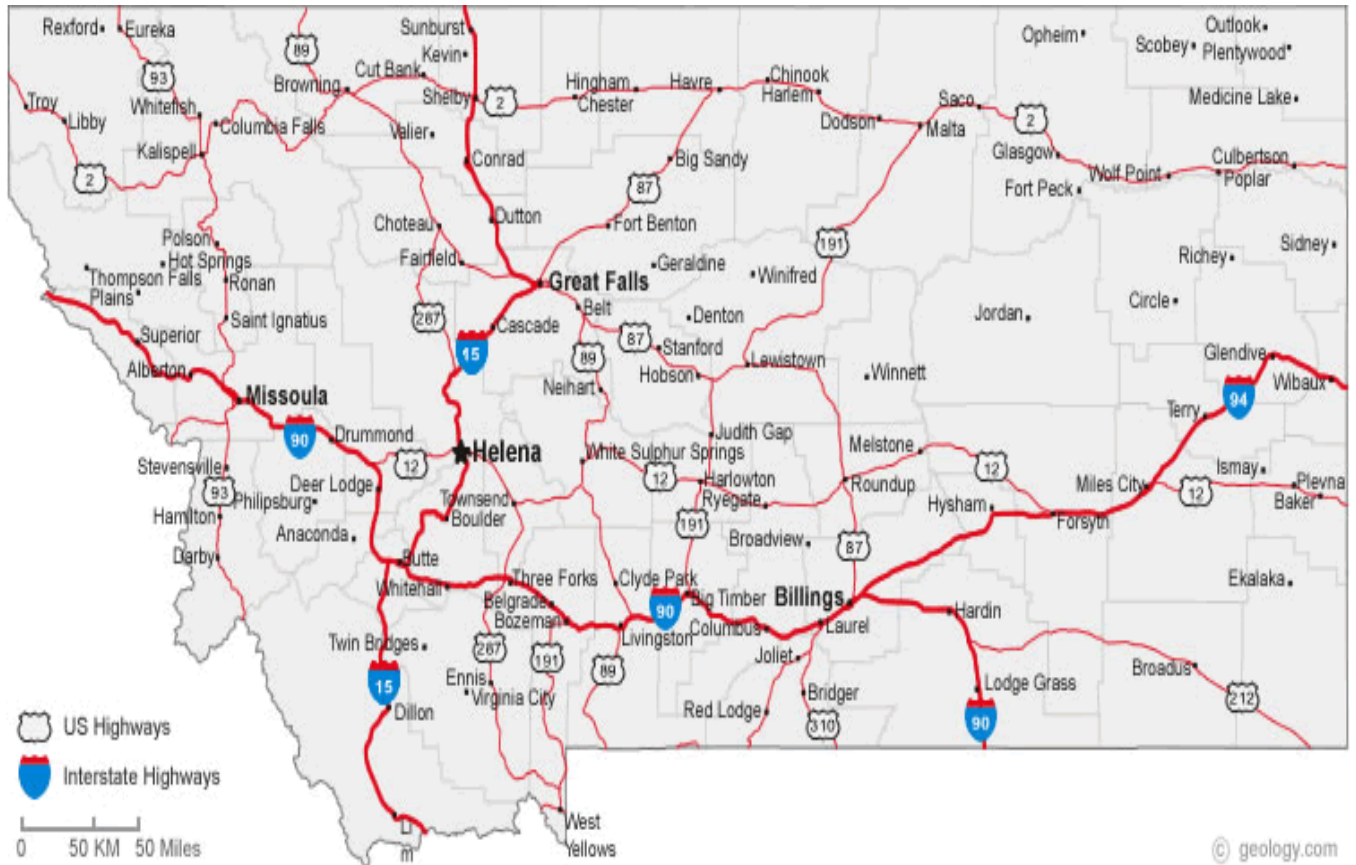 Rexford
Eureka
89
Sunburst
Kevin
Opheim
Outlook
Scobey
Plentywood
93
Cut Bank
Browning
Shelby
2
Hingham
Chester
Havre
Chinook
Harlem
Saco
2
Medicine Lake
Troy
Libby
Whitefish
Columbia Falls
Valier
Dodson
Malta
Kalispell
Conrad
Big Sandy
Glasgow
Wolf Point
Culbertson
Poplar
2
87
Fort Peck
Choteau
Dutton
Fort Benton
191
Polson
Hot Springs
Fairfield
Geraldine
Winifred
Richey
Sidney
Thompson Falls
Plains
Ronan
Great Falls
Belt
Circle
Saint Ignatius
287
Cascade
Denton
Jordan
Superior
15
87
Stanford
Lewistown
Glendive
Alberton
89
Neihart
Hobson
Winnett
Wibaux
Missoula
94
Terry
90
Drummond
Judith Gap
Melstone
Helena
White Sulphur Springs
12
12
Stevensville
93
Deer Lodge
12
Harlowton
Roundup
Ismay
Plevna
Philipsburg
Townsend
Ryegate
Miles City
12
Baker
Hamilton
Boulder
191
Hysham
Forsyth
Anaconda
Broadview
87
Darby
Butte
Whitehall
Three Forks
Clyde Park
Ekalaka
Belgrade
90
Big Timber
Billings
Hardin
Bozeman
Livingston
Columbus
Laurel
Twin Bridges
287
191
89
Joliet
Broadus
15
Ennis
Virginia City
Bridger
Lodge Grass
212
Dillon
Red Lodge
310
90
US Highways
Interstate Highways
0 50 KM 50 Miles
West
Yellows
© geology.com